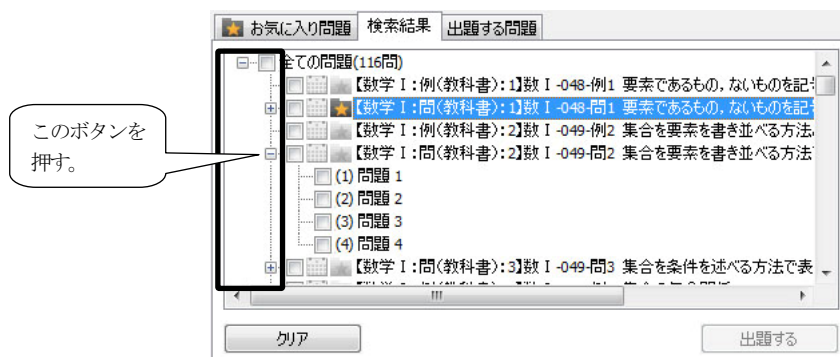 お気に入り問題 検索結果 出題する問題
全ての問題(116問)
【数学Ⅰ:例(教科書):1】数Ⅰ-048-例1 要素であるもの,ないものを記
【数学Ⅰ:問(教科書):1】数Ⅰ-048-問1 要素であるもの,ないものを記
【数学Ⅰ:例(教科書):2】数Ⅰ-049-例2 集合を要素を書き並べる方法
【数学Ⅰ:問(教科書):2】数Ⅰ-049-問2 集合を要素を書き並べる方法
(1) 問題 1
(2) 問題 2
(3) 問題 3
(4) 問題 4
【数学Ⅰ:問(教科書):3】数Ⅰ-049-問3 集合を条件を述べる方法で表
このボタンを
押す。
クリア 出題する